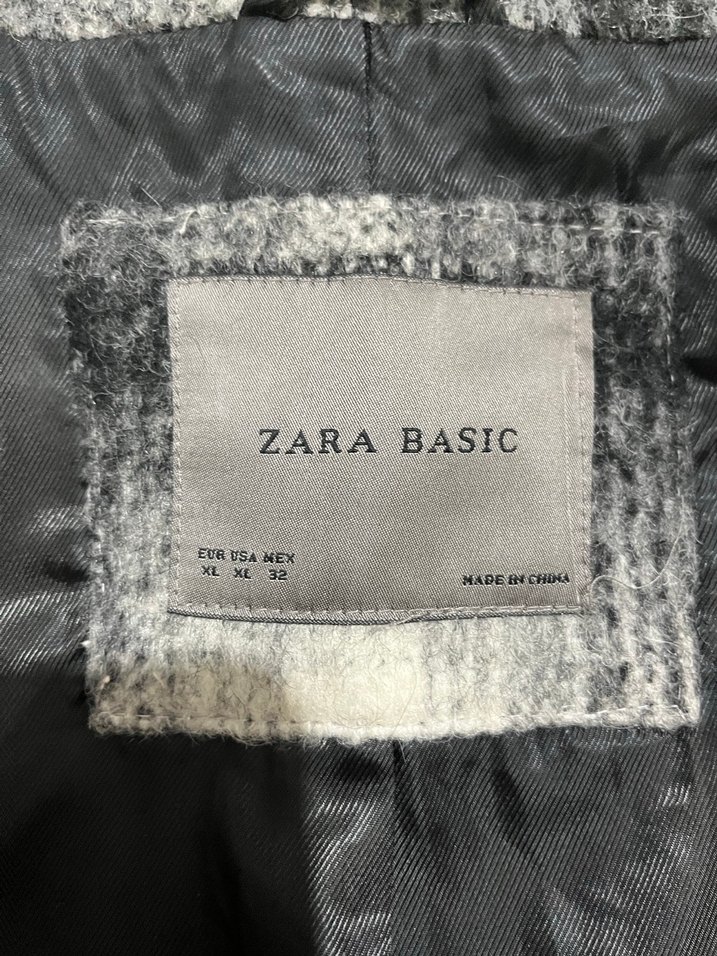 ZARA BASIC
EUR USA MEX
XL XL 32
MADE IN CHINA